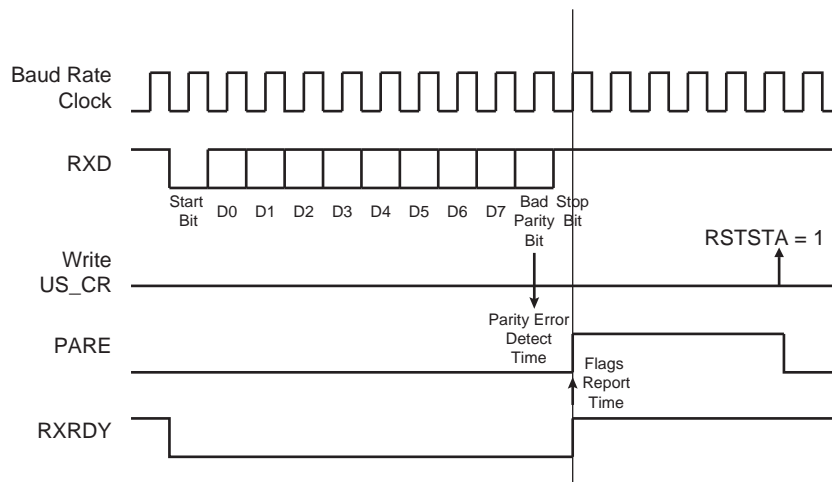 Baud Rate
Clock
RXD
Start
Bit
D0 D1 D2 D3 D4 D5 D6 D7
Bad
Parity
Bit
Stop
Bit
Write
US_CR
RSTSTA = 1
Parity Error
Detect
Time
PARE
Flags
Report
Time
RXRDY